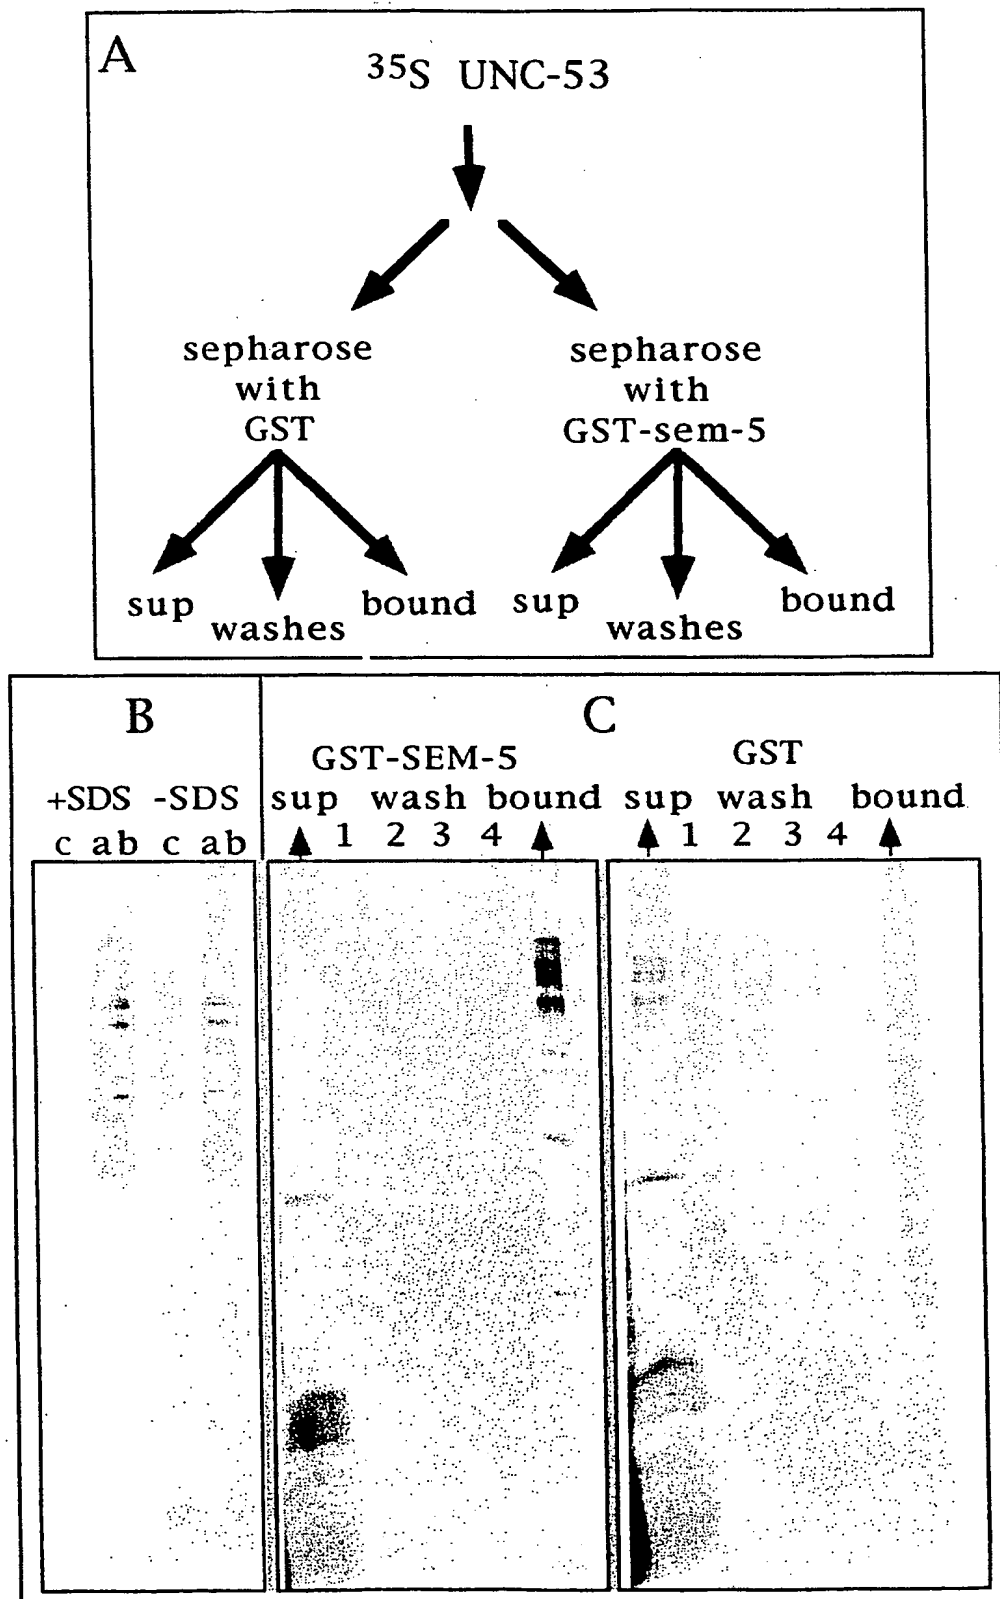 A
35S UNC-53
sepharose with GST
sepharose with GST-sem-5
sup washes bound
sup washes bound
B
+SDS -SDS
c ab c ab
C
GST-SEM-5 GST
sup wash bound sup wash bound
1 2 3 4 1 2 3 4